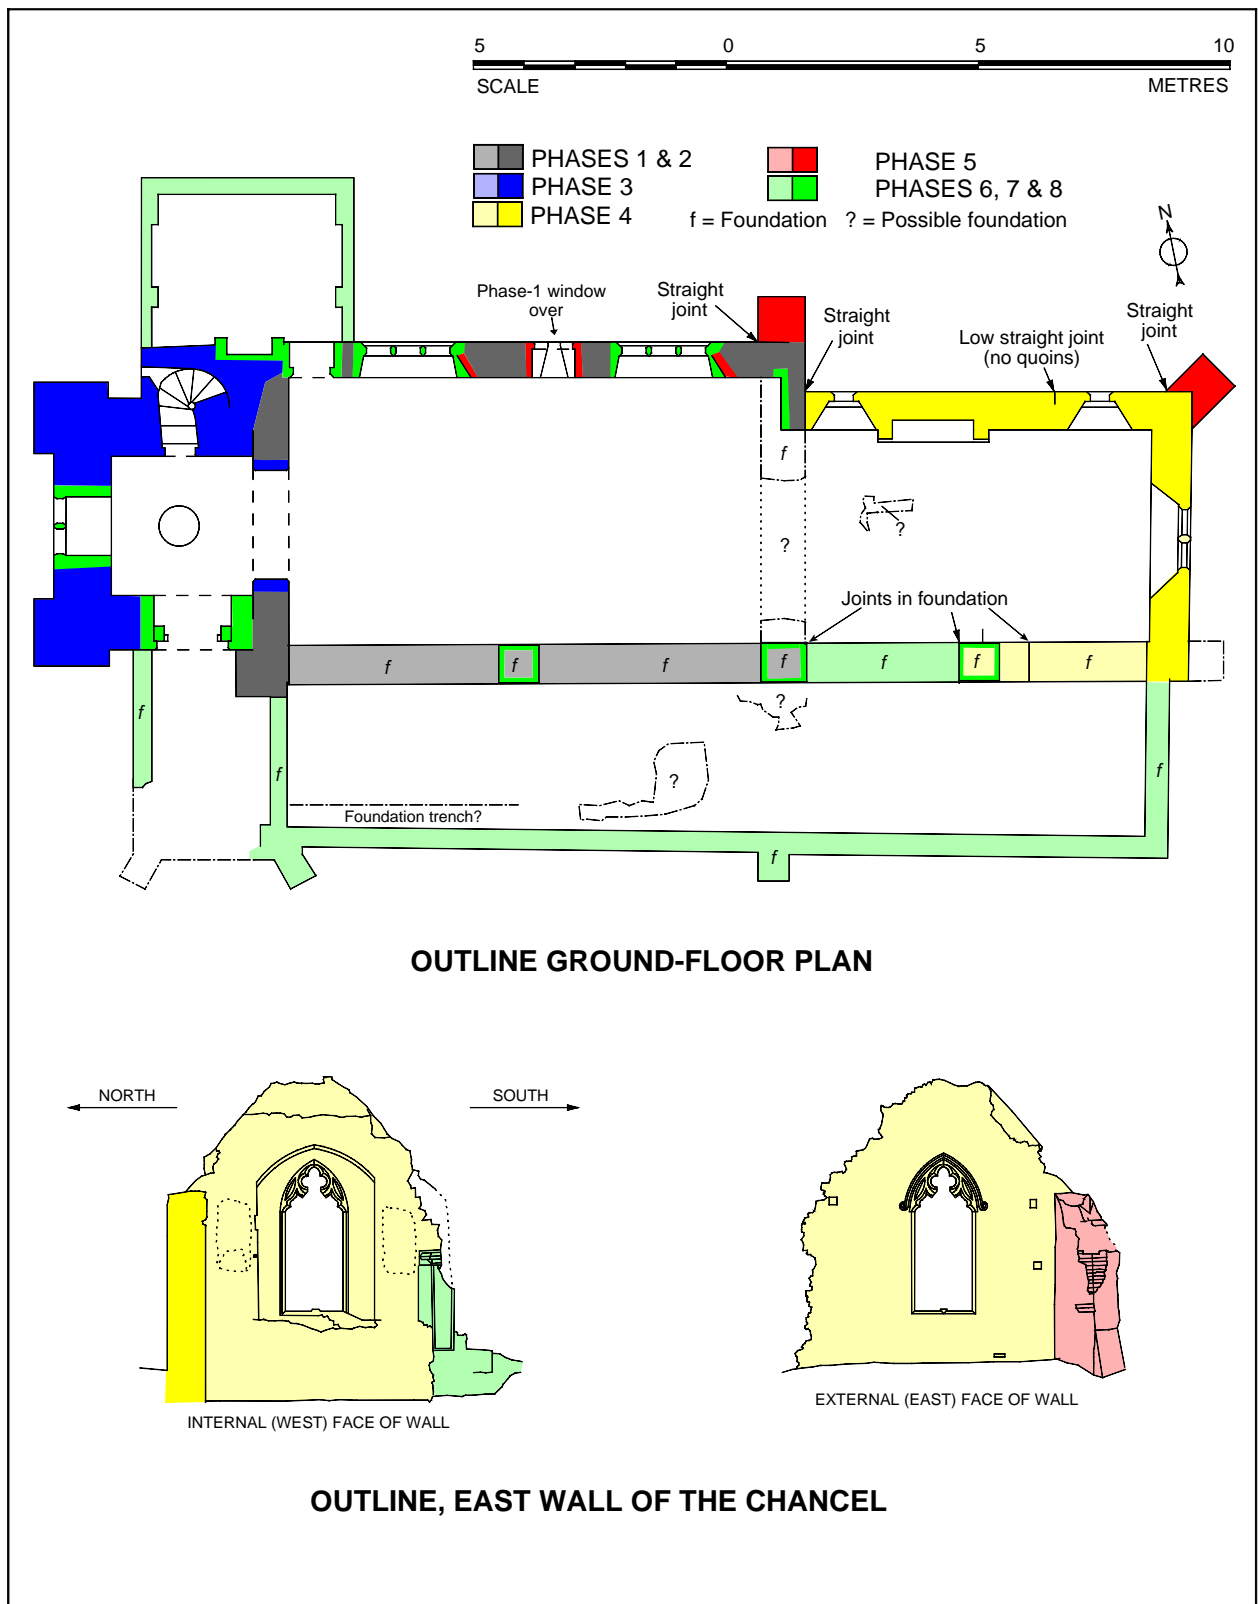 5 0 5 10
SCALE METRES
PHASES 1 & 2 PHASE 5
PHASE 3 PHASES 6, 7 & 8
PHASE 4 f = Foundation ? = Possible foundation
N
Phase-1 window
over
Straight
joint
Straight
joint
Low straight joint
(no quoins)
Straight
joint
f
?
?
Joints in foundation
f f f f f f f
f
f
?
?
f
Foundation trench?
f
OUTLINE GROUND-FLOOR PLAN
NORTH SOUTH
INTERNAL (WEST) FACE OF WALL
EXTERNAL (EAST) FACE OF WALL
OUTLINE, EAST WALL OF THE CHANCEL